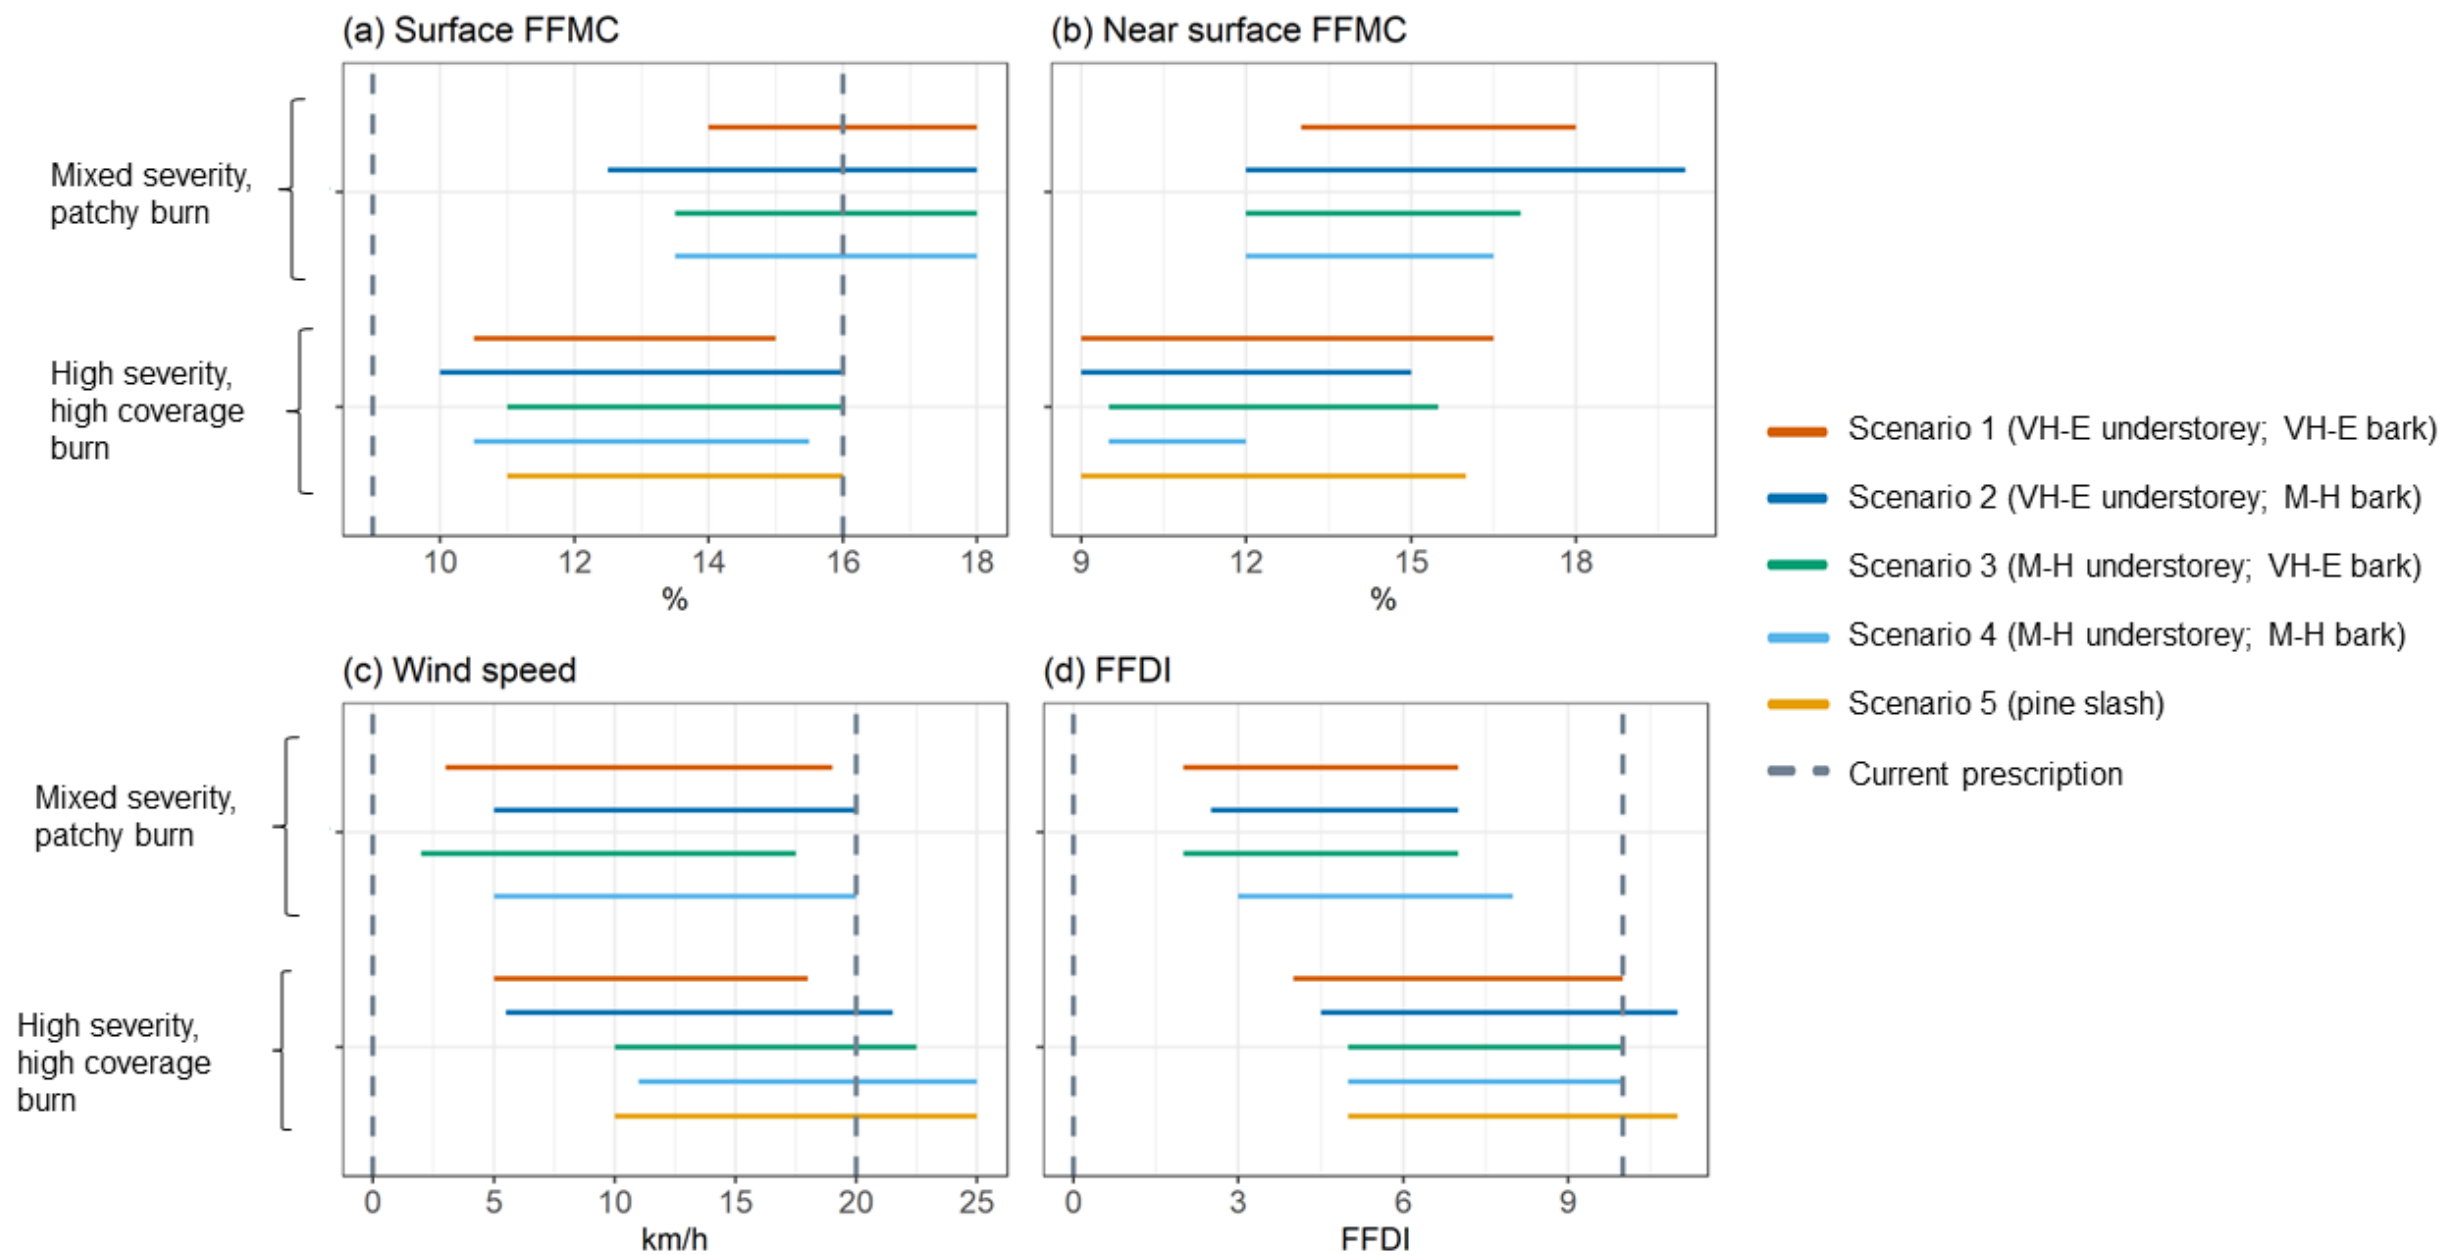 (a) Surface FFMC
(b) Near surface FFMC
Mixed severity,
patchy burn
High severity,
high coverage
burn
10 12 14 16 18
%
9 12 15 18
%
(c) Wind speed
(d) FFDI
Mixed severity,
patchy burn
High severity,
high coverage
burn
0 5 10 15 20 25
km/h
0 3 6 9
FFDI
Scenario 1 (VH-E understorey; VH-E bark)
Scenario 2 (VH-E understorey; M-H bark)
Scenario 3 (M-H understorey; VH-E bark)
Scenario 4 (M-H understorey; M-H bark)
Scenario 5 (pine slash)
Current prescription